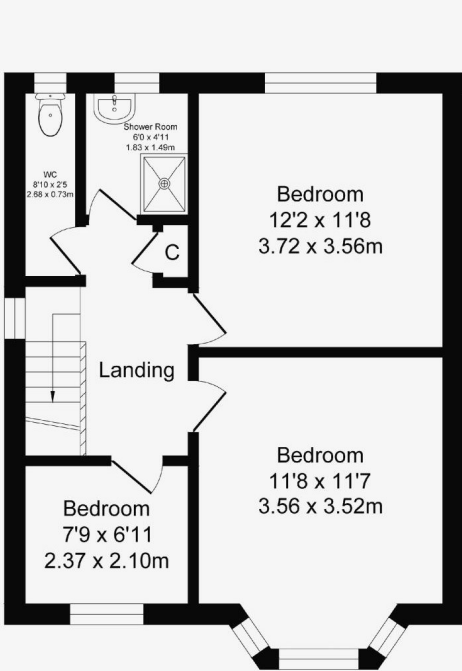 WC
8'10 x 2'5
2.68 x 0.73m
Shower Room
6'0 x 4'11
1.83 x 1.49m
Bedroom
12'2 x 11'8
3.72 x 3.56m
C
Landing
Bedroom
11'8 x 11'7
3.56 x 3.52m
Bedroom
7'9 x 6'11
2.37 x 2.10m